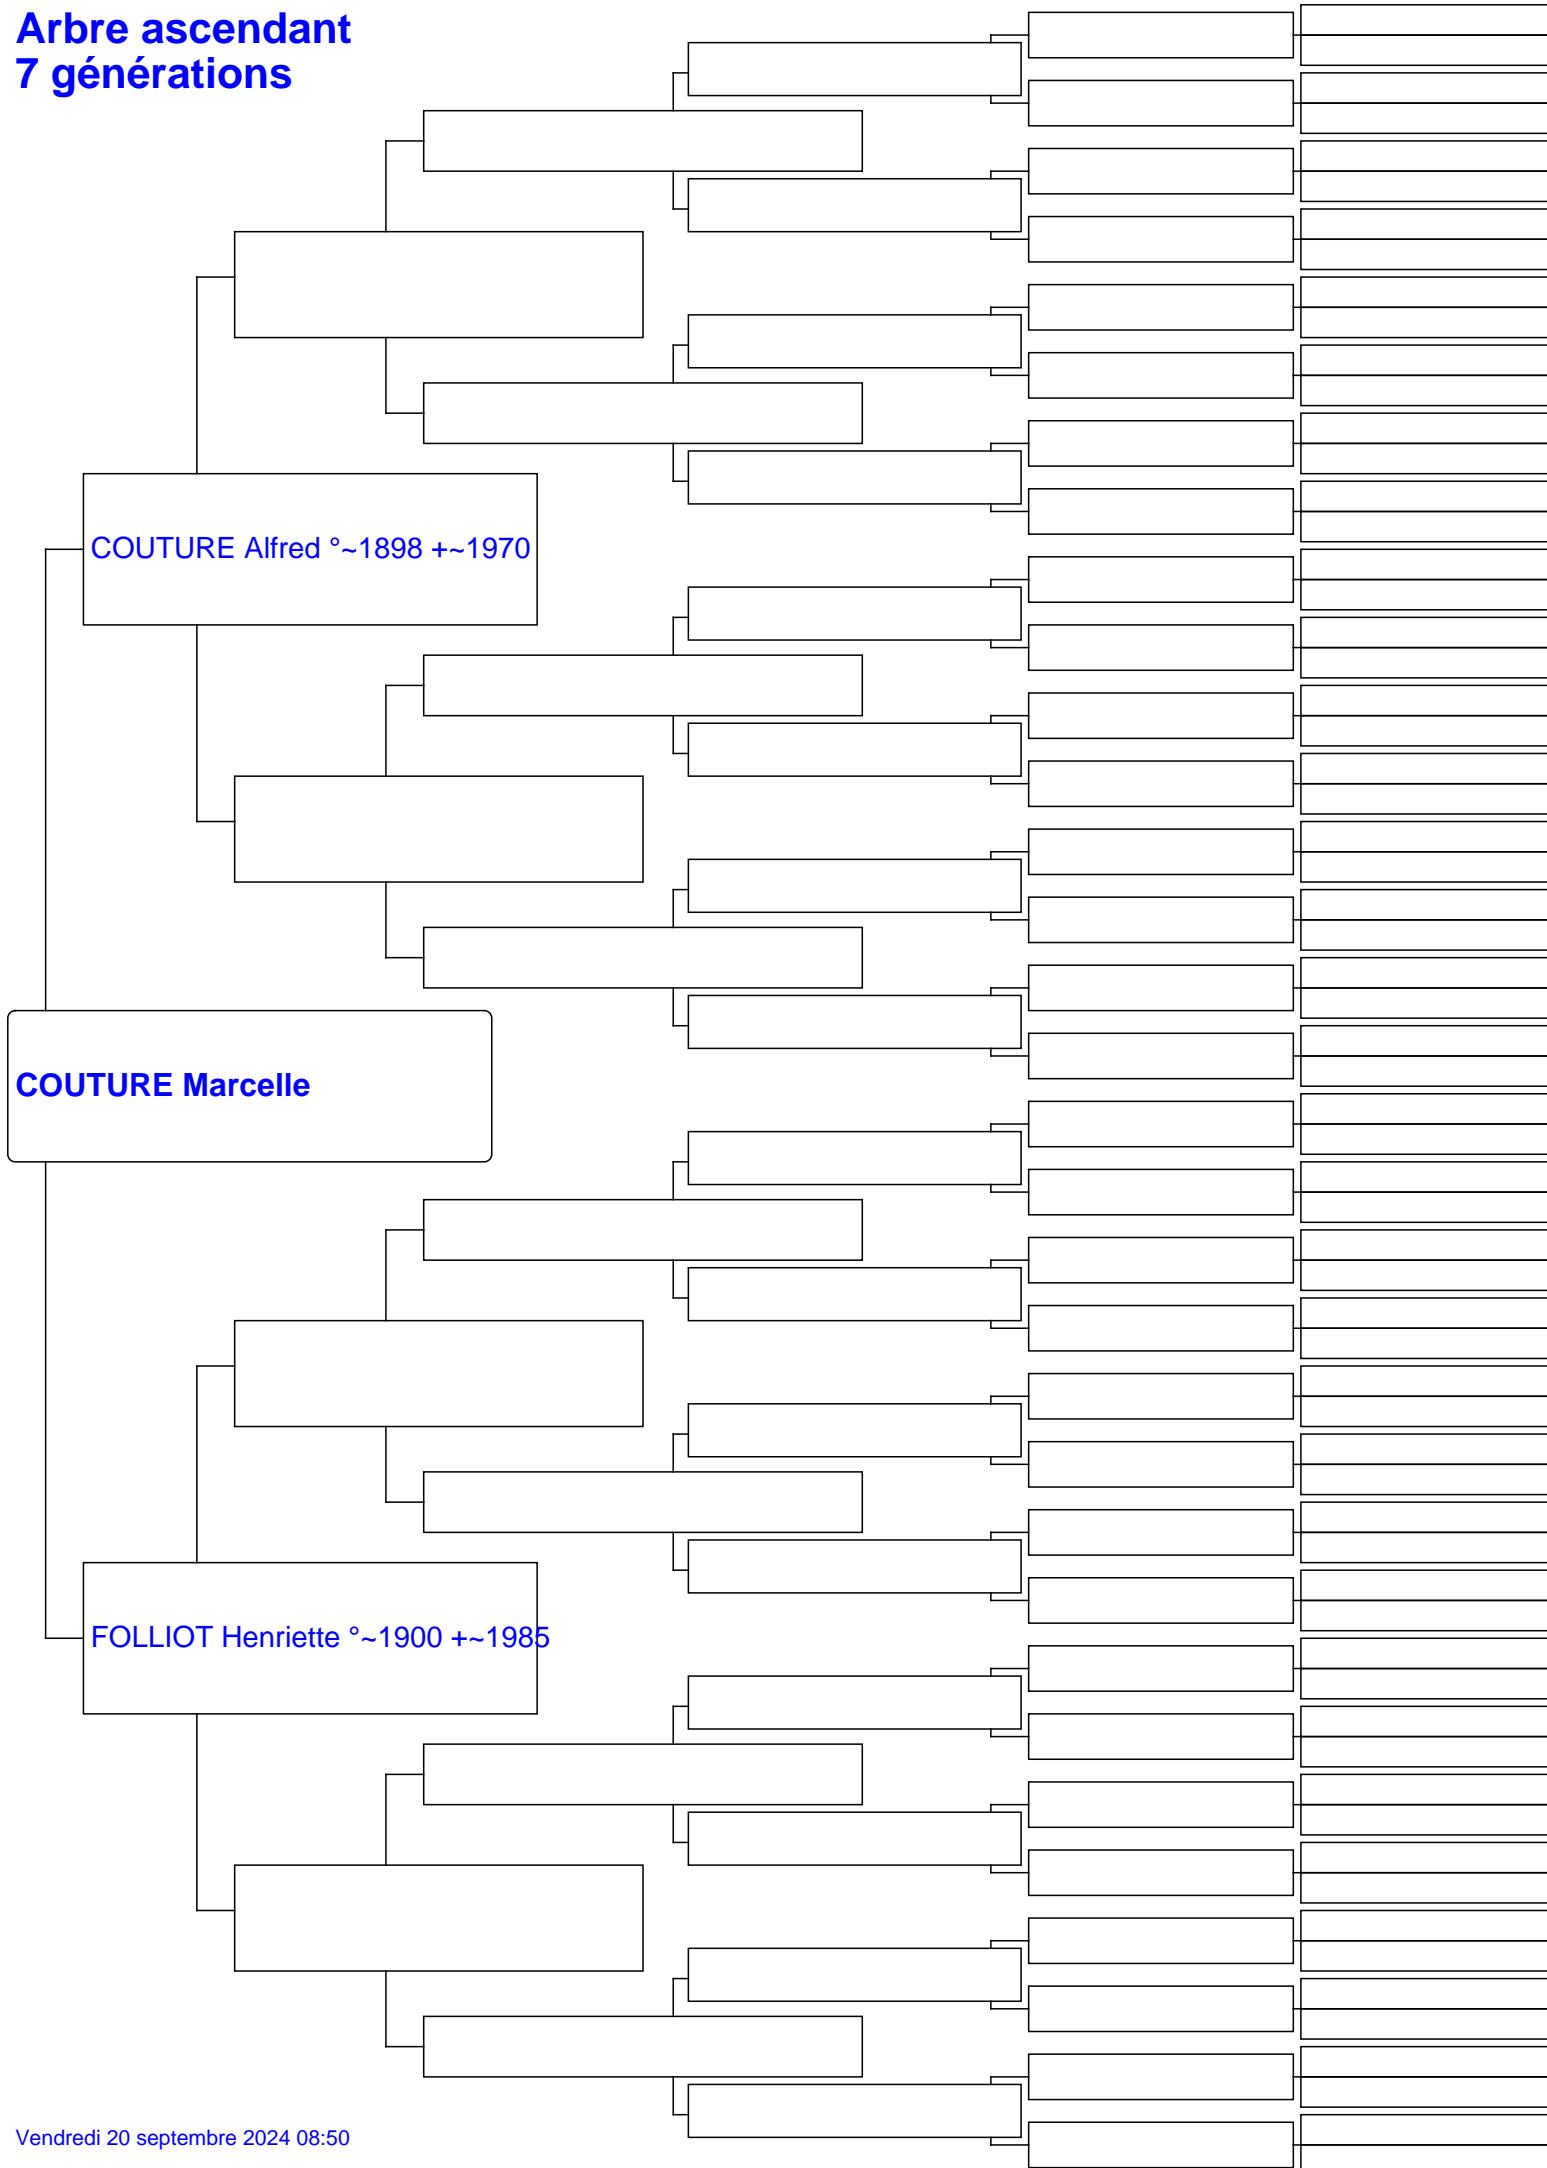 Arbre ascendant
7 générations
COUTURE Alfred °~1898 +~1970
COUTURE Marcelle
FOLLIOT Henriette °~1900 +~1985
Vendredi 20 septembre 2024 08:50